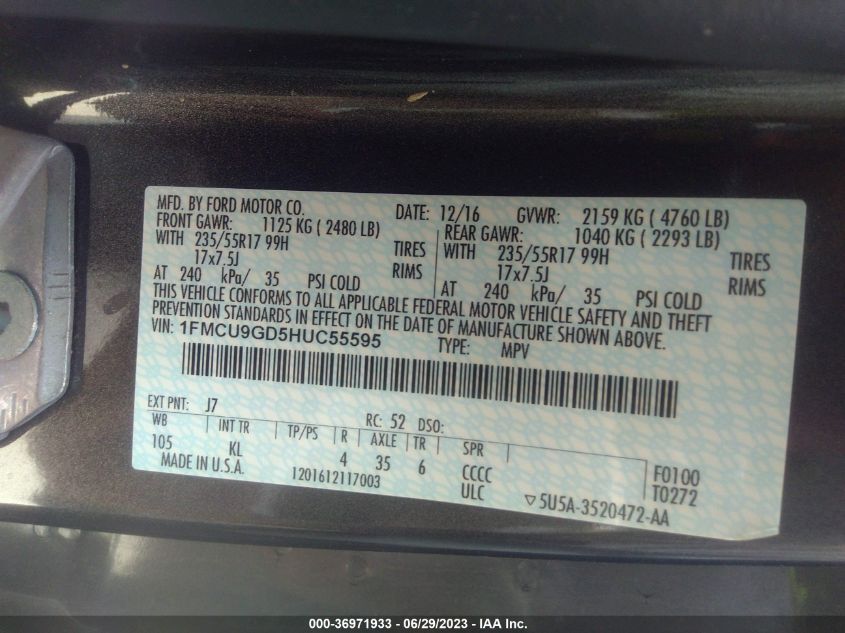 MFD. BY FORD MOTOR CO. DATE: 12/16 GVWR: 2159 KG ( 4760 LB)
FRONT GAWR: 1125 KG ( 2480 LB) REAR GAWR: 1040 KG ( 2293 LB)
WITH 235/55R17 99H TIRES WITH 235/55R17 99H TIRES
17x7.5J RIMS 17x7.5J RIMS
AT 240 kPa/ 35 PSI COLD AT 240 kPa/ 35 PSI COLD
THIS VEHICLE CONFORMS TO ALL APPLICABLE FEDERAL MOTOR VEHICLE SAFETY AND THEFT
PREVENTION STANDARDS IN EFFECT ON THE DATE OF MANUFACTURE SHOWN ABOVE.
VIN: 1FMCU9GD5HUC55595 TYPE: MPV
EXT PNT: J7 RC: 52 DSO:
WB INT TR TP/PS R AXLE TR SPR
105 KL 4 35 6 CCCC F0100
MADE IN U.S.A. 1201612117003 ULC T0272
▽5U5A-3520472-AA
000-36971933 - 06/29/2023 - IAA Inc.